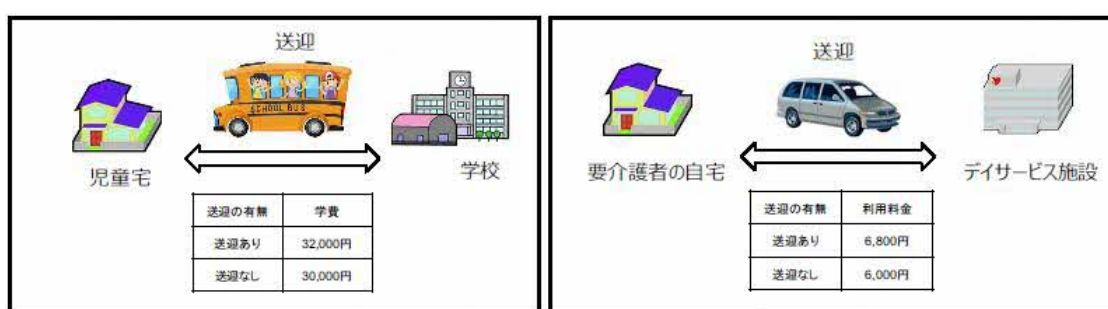 送迎
SCHOOL BUS
児童宅
学校
送迎の有無 学費
送迎あり 32,000円
送迎なし 30,000円
送迎
要介護者の自宅
デイサービス施設
送迎の有無 利用料金
送迎あり 6,800円
送迎なし 6,000円